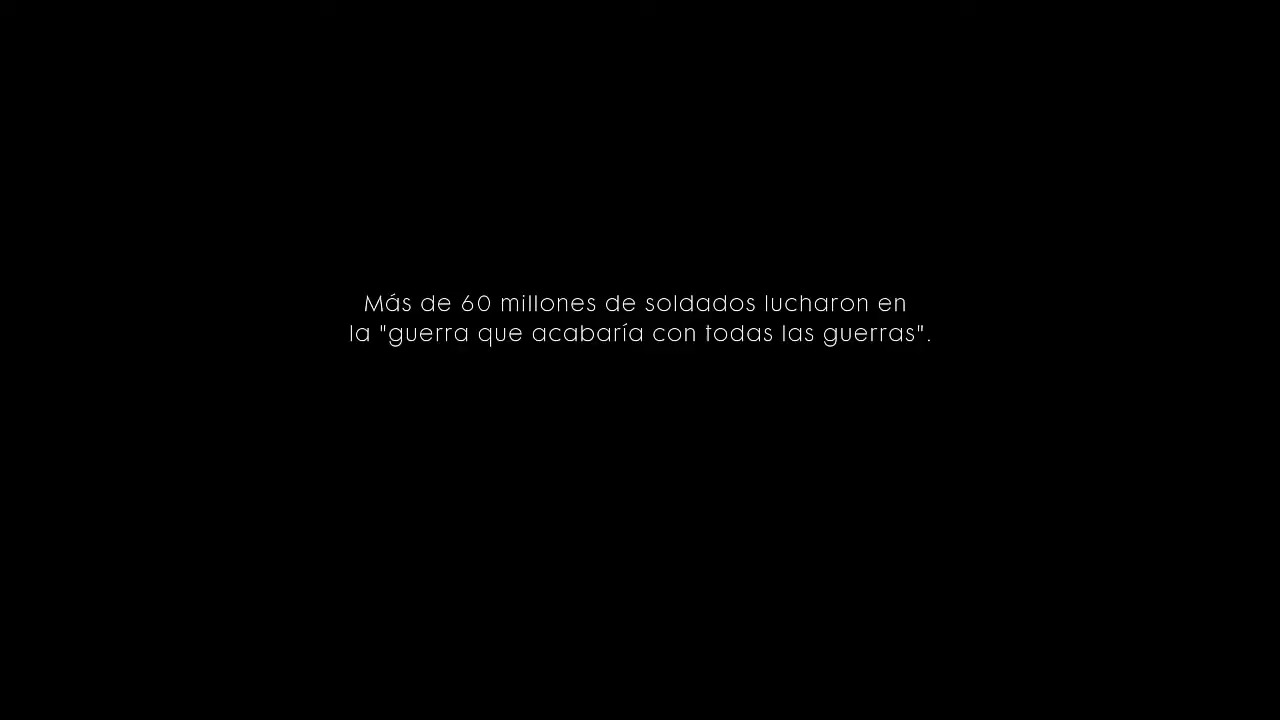 Más de 60 millones de soldados lucharon en
la "guerra que acabaría con todas las guerras".